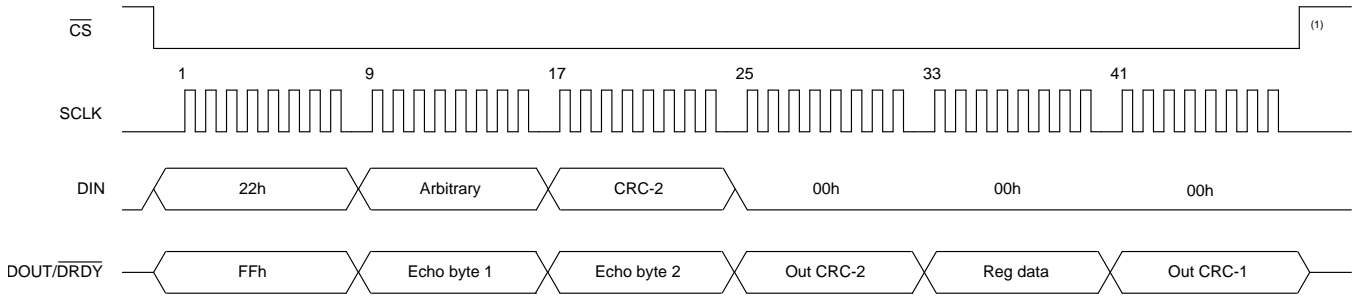 CS
(1)
1 9 17 25 33 41
SCLK
DIN 22h Arbitrary CRC-2 00h 00h 00h
DOUT/DRDY FFh Echo byte 1 Echo byte 2 Out CRC-2 Reg data Out CRC-1